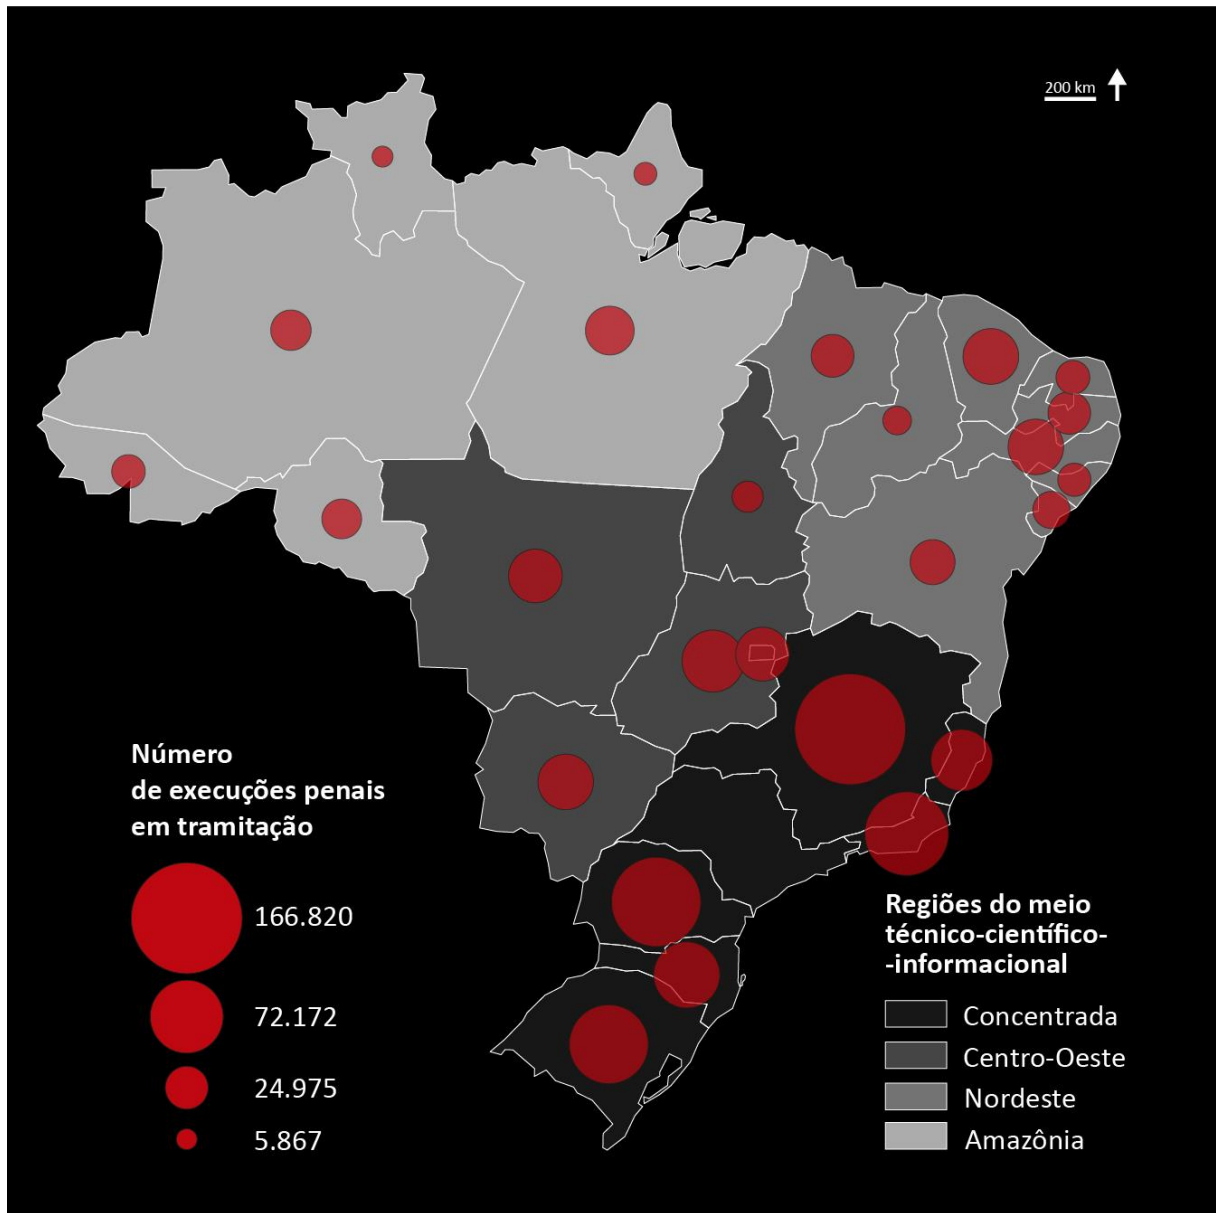 200 km
Número
de execuções penais
em tramitação
166.820
72.172
24.975
5.867
Regiões do meio
técnico-científico-
-informacional
Concentrada
Centro-Oeste
Nordeste
Amazônia